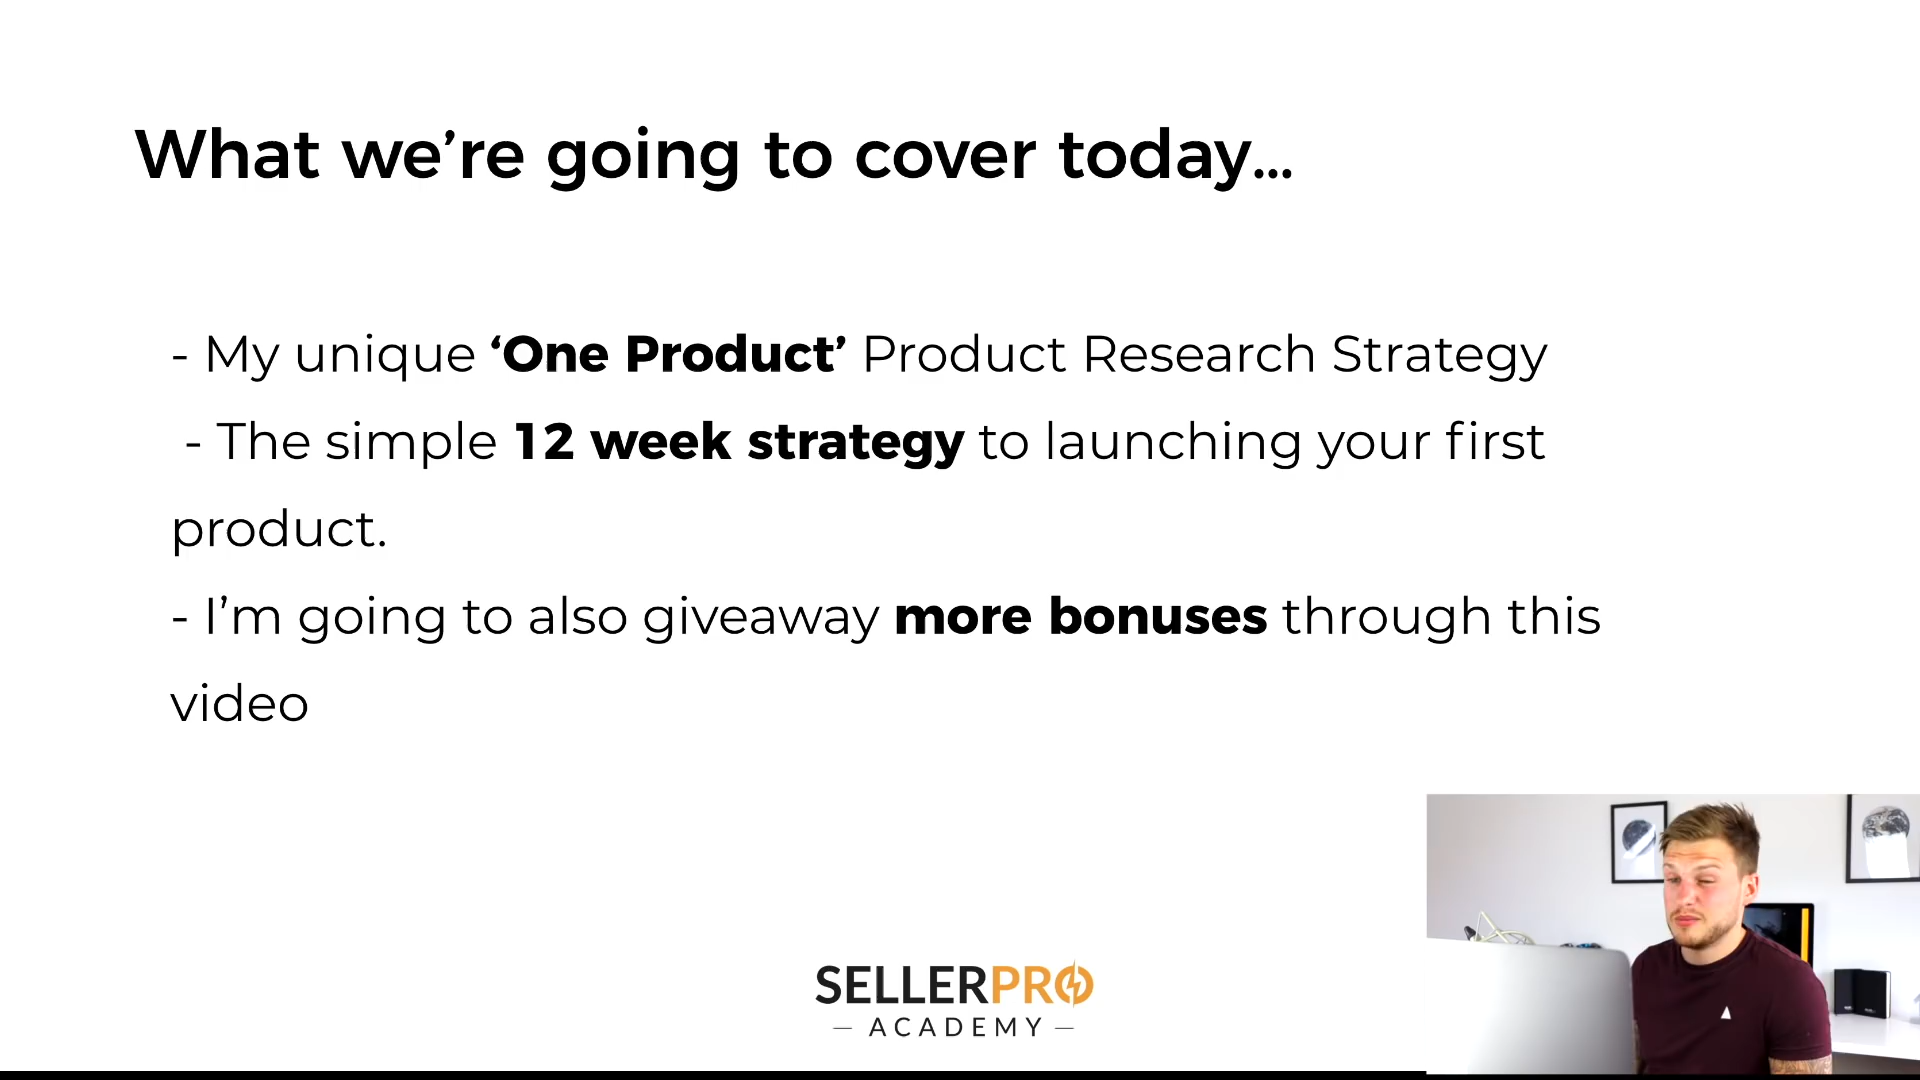 What we're going to cover today...
- My unique ‘One Product’ Product Research Strategy
- The simple 12 week strategy to launching your first
product.
- I’m going to also giveaway more bonuses through this
video
SELLERPRO
— ACADEMY —